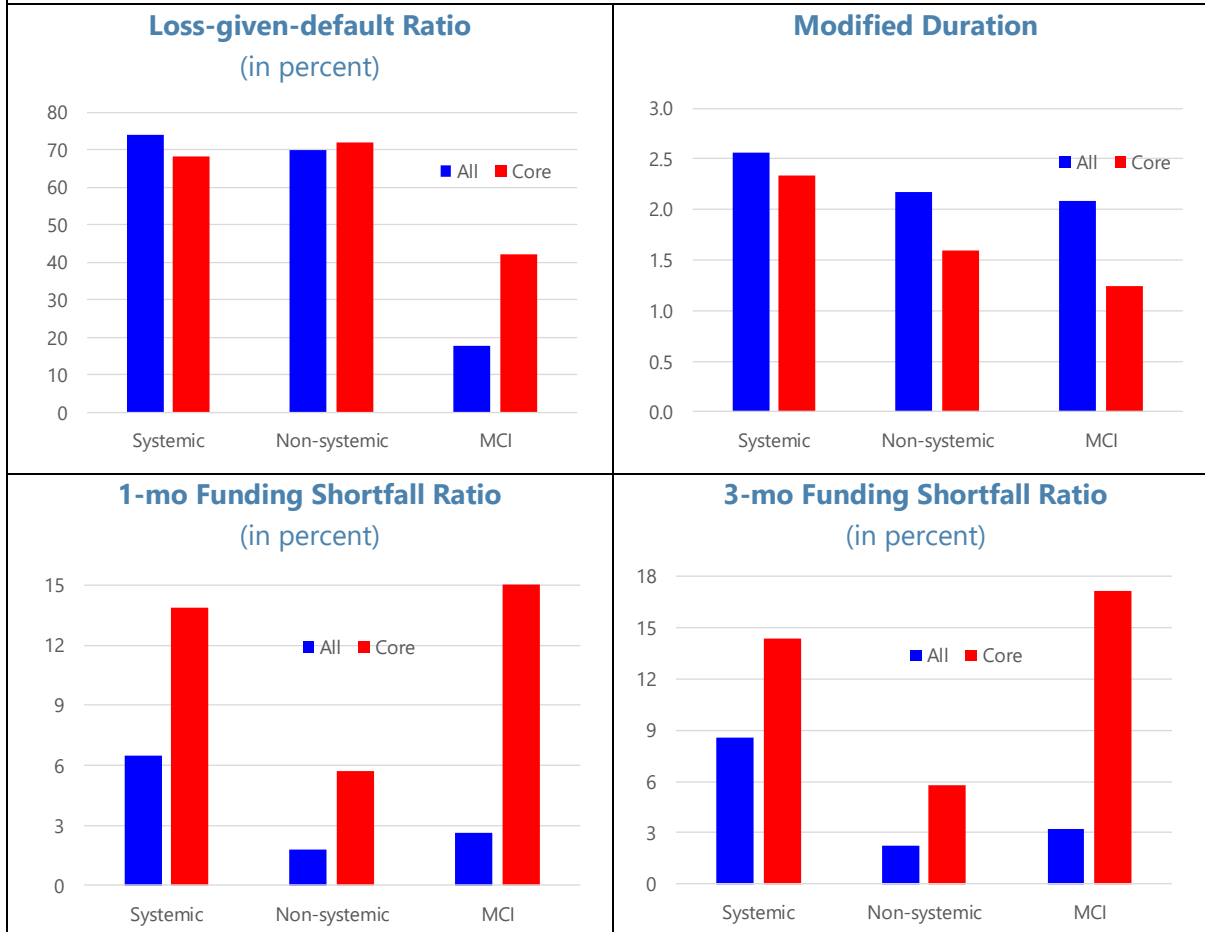 Loss-given-default Ratio
(in percent)
80
70
60
50
40
30
20
10
0
All Core
Systemic Non-systemic MCI
Modified Duration
3.0
2.5
2.0
1.5
1.0
0.5
0.0
All Core
Systemic Non-systemic MCI
1-mo Funding Shortfall Ratio
(in percent)
15
12
9
6
3
0
All Core
Systemic Non-systemic MCI
3-mo Funding Shortfall Ratio
(in percent)
18
15
12
9
6
3
0
All Core
Systemic Non-systemic MCI